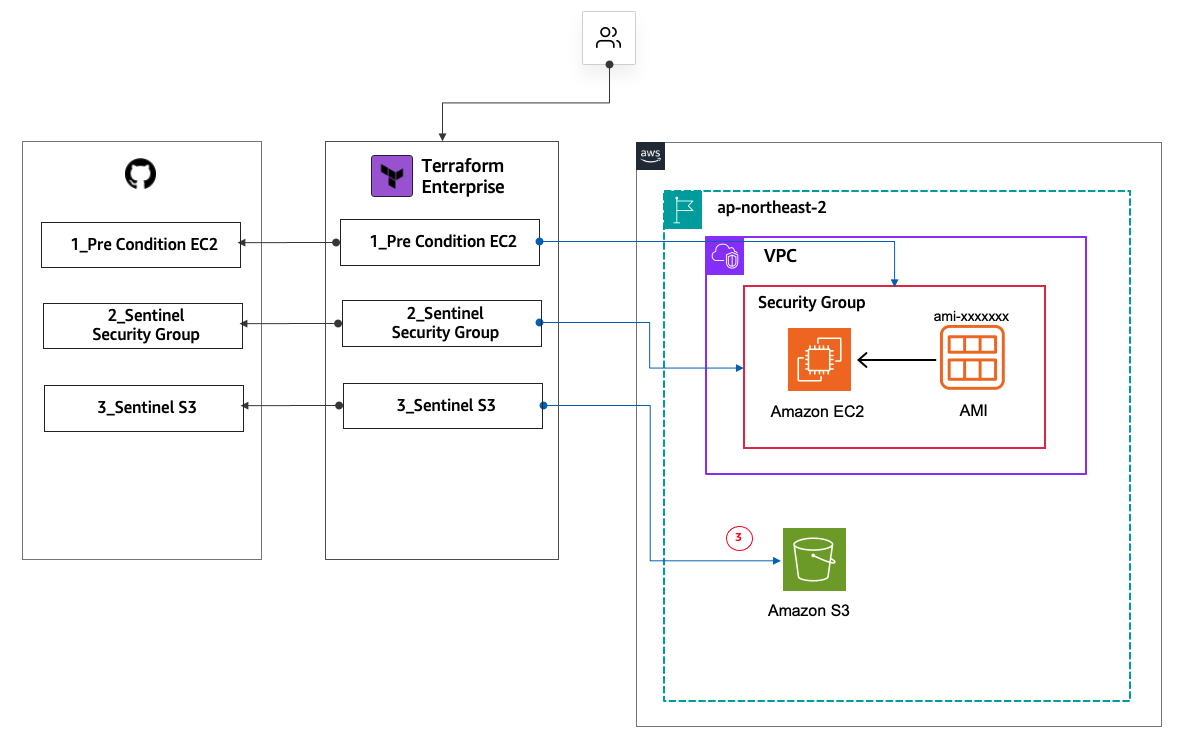 Terraform
Enterprise
aws
ap-northeast-2
1_Pre Condition EC2
1_Pre Condition EC2
VPC
2_Sentinel
Security Group
2_Sentinel
Security Group
Security Group
ami-xxxxxxx
Amazon EC2
AMI
3_Sentinel S3
3_Sentinel S3
3
Amazon S3